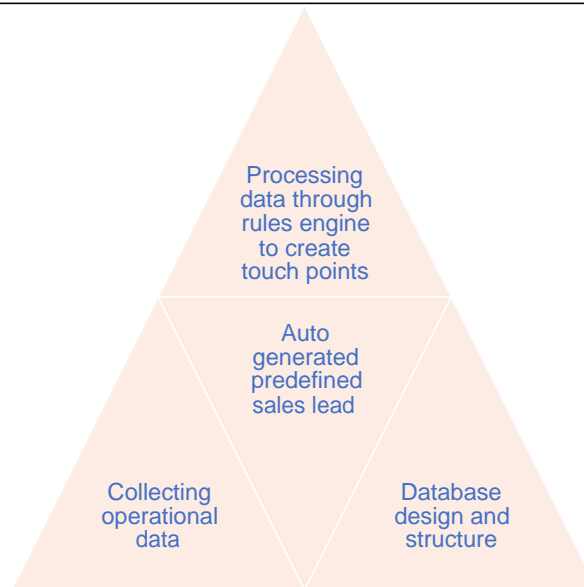 Processing
data through
rules engine
to create
touch points
Auto
generated
predefined
sales lead
Collecting
operational
data
Database
design and
structure